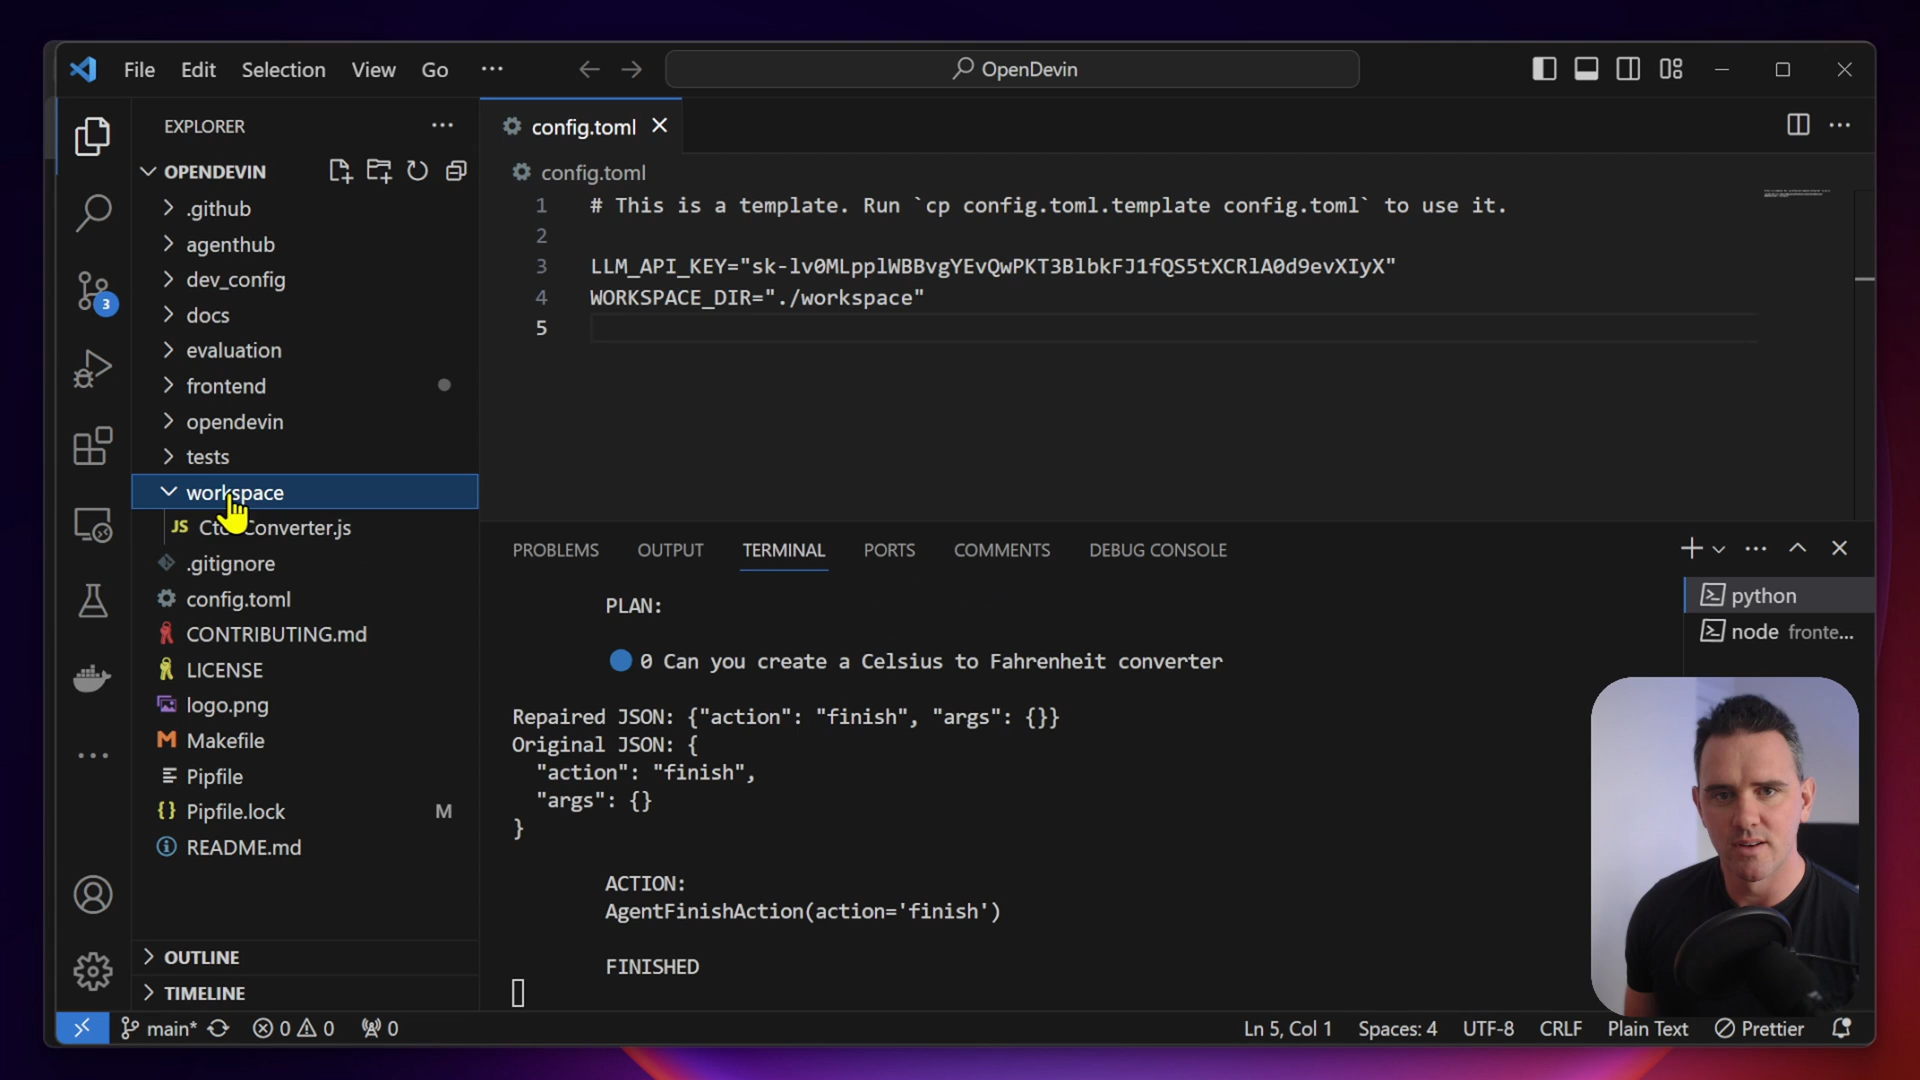 File Edit Selection View Go ···
OpenDevin
EXPLORER
OPENDEVIN
.github
agenthub
dev_config
docs
evaluation
frontend
opendevin
tests
workspace
JS Converter.js
.gitignore
config.toml
CONTRIBUTING.md
LICENSE
logo.png
Makefile
Pipfile
Pipfile.lock M
README.md
OUTLINE
TIMELINE
3
config.toml
config.toml
1 # This is a template. Run `cp config.toml.template config.toml` to use it.
2
3 LLM_API_KEY="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"
4 WORKSPACE_DIR="./workspace"
5
PROBLEMS OUTPUT TERMINAL PORTS COMMENTS DEBUG CONSOLE
PLAN:
0 Can you create a Celsius to Fahrenheit converter
Repaired JSON: {"action": "finish", "args": {}}
Original JSON: {
"action": "finish",
"args": {}
}
ACTION:
AgentFinishAction(action='finish')
FINISHED
python
node fronte...
main* 0 0 0
Ln 5, Col 1 Spaces: 4 UTF-8 CRLF Plain Text Prettier